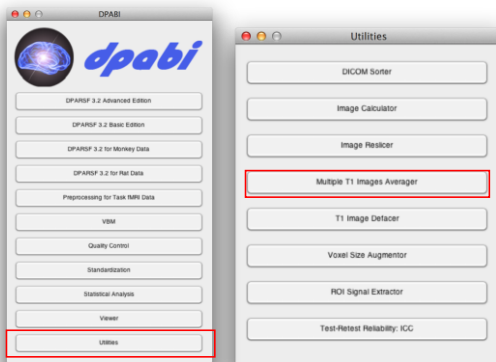 DPABI
dpabi
DPARSF 3.2 Advanced Edition
DPARSF 3.2 Basic Edition
DPARSF 3.2 for Monkey Data
DPARSF 3.2 for Rat Data
Preprocessing for Task fMRI Data
VBM
Quality Control
Standardization
Statistical Analysis
Viewer
Utilities
Utilities
DICOM Sorter
Image Calculator
Image Reslicer
Multiple T1 Images Averager
T1 Image Defacer
Voxel Size Augmentor
ROI Signal Extractor
Test-Retest Reliability: ICC